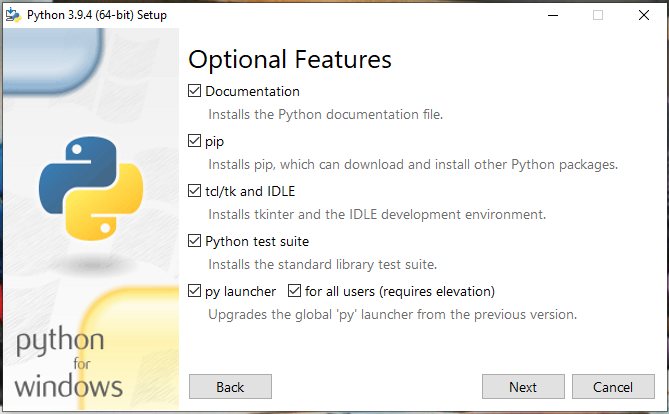 Python 3.9.4 (64-bit) Setup
Optional Features
Documentation
Installs the Python documentation file.
pip
Installs pip, which can download and install other Python packages.
tcl/tk and IDLE
Installs tkinter and the IDLE development environment.
Python test suite
Installs the standard library test suite.
py launcher for all users (requires elevation)
Upgrades the global 'py' launcher from the previous version.
python
for
windows
Back Next Cancel